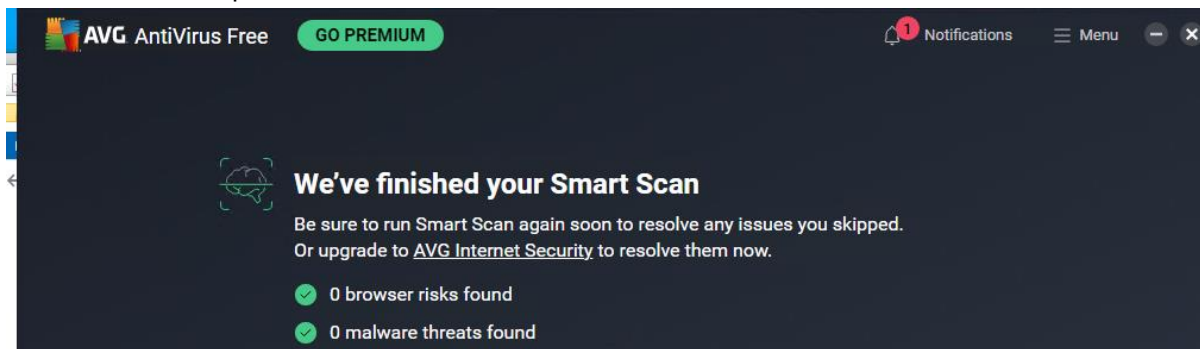 AVG AntiVirus Free GO PREMIUM 1 Notifications Menu
We've finished your Smart Scan
Be sure to run Smart Scan again soon to resolve any issues you skipped.
Or upgrade to AVG Internet Security to resolve them now.
0 browser risks found
0 malware threats found